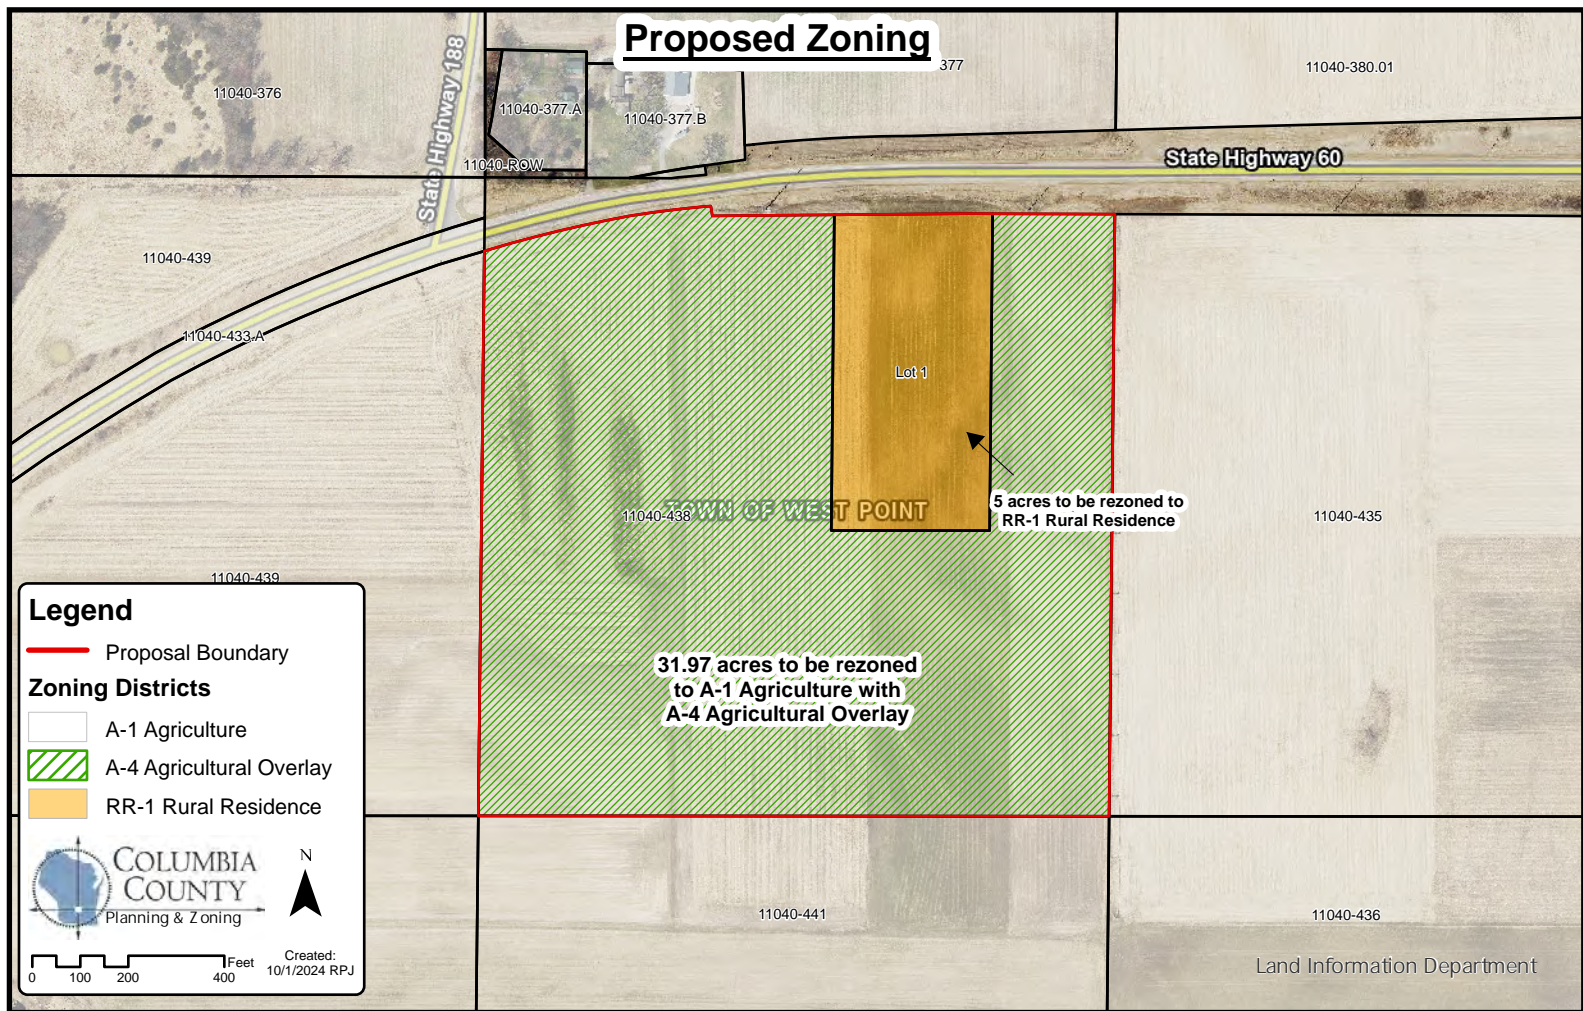 Proposed Zoning
377
11040-380.01
11040-376
State Highway 188
11040-377.A
11040-377.B
11040-ROW
State Highway 60
11040-439
11040-433.A
Lot 1
5 acres to be rezoned to
RR-1 Rural Residence
TOWN OF WEST POINT
11040-438
11040-435
11040-439
31.97 acres to be rezoned
to A-1 Agriculture with
A-4 Agricultural Overlay
Legend
Proposal Boundary
Zoning Districts
A-1 Agriculture
A-4 Agricultural Overlay
RR-1 Rural Residence
COLUMBIA
COUNTY
Planning & Zoning
N
Feet
0 100 200 400
Created:
10/1/2024 RPJ
11040-441
11040-436
Land Information Department